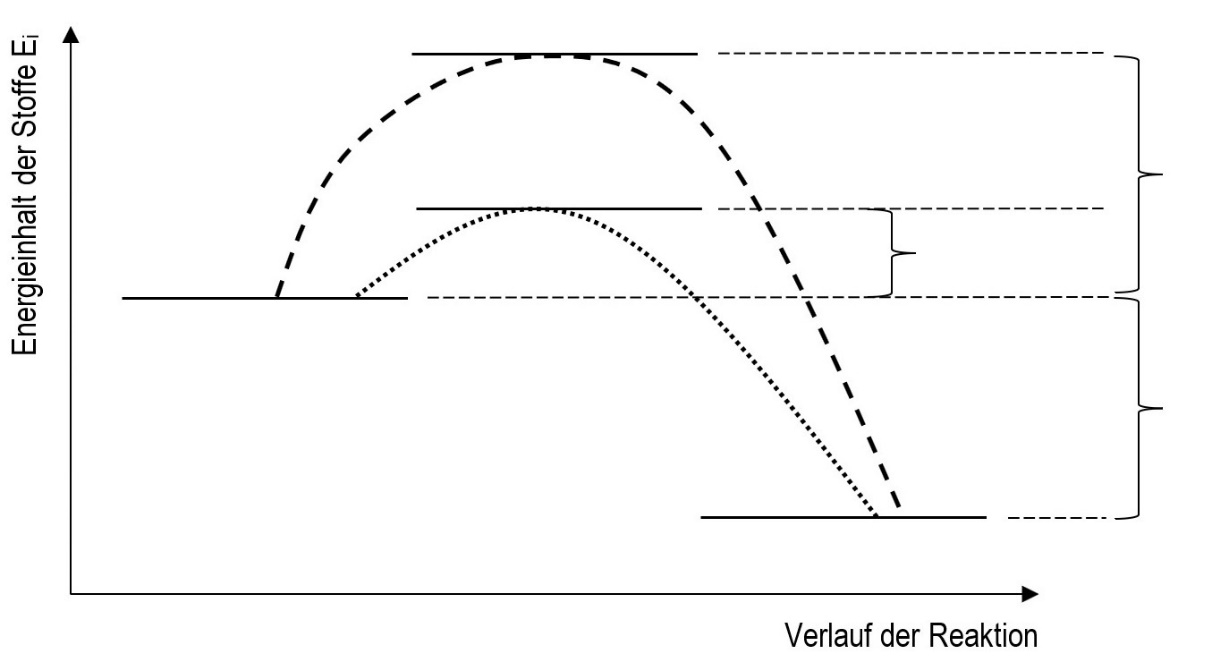 Energieinhalt der Stoffe Ei
Verlauf der Reaktion